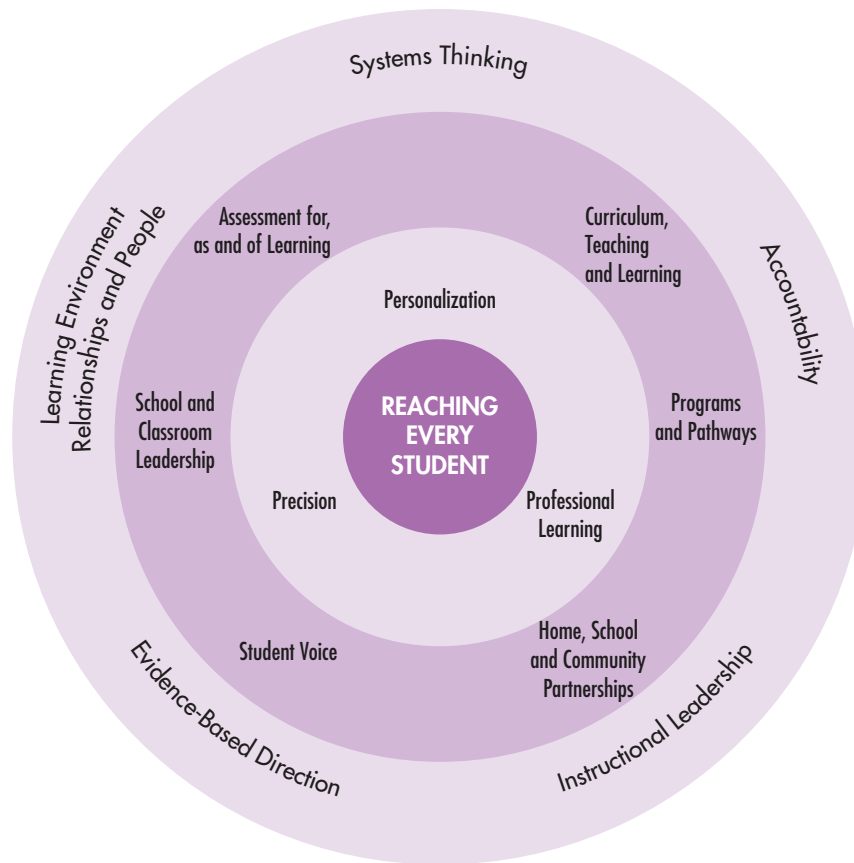 Systems Thinking
Accountability
Instructional Leadership
Evidence-Based Direction
Learning Environment
Relationships and People
Assessment for,
as and of Learning
Curriculum,
Teaching
and Learning
Programs
and Pathways
Home, School
and Community
Partnerships
Student Voice
School and
Classroom
Leadership
Personalization
Professional
Learning
Precision
REACHING
EVERY
STUDENT